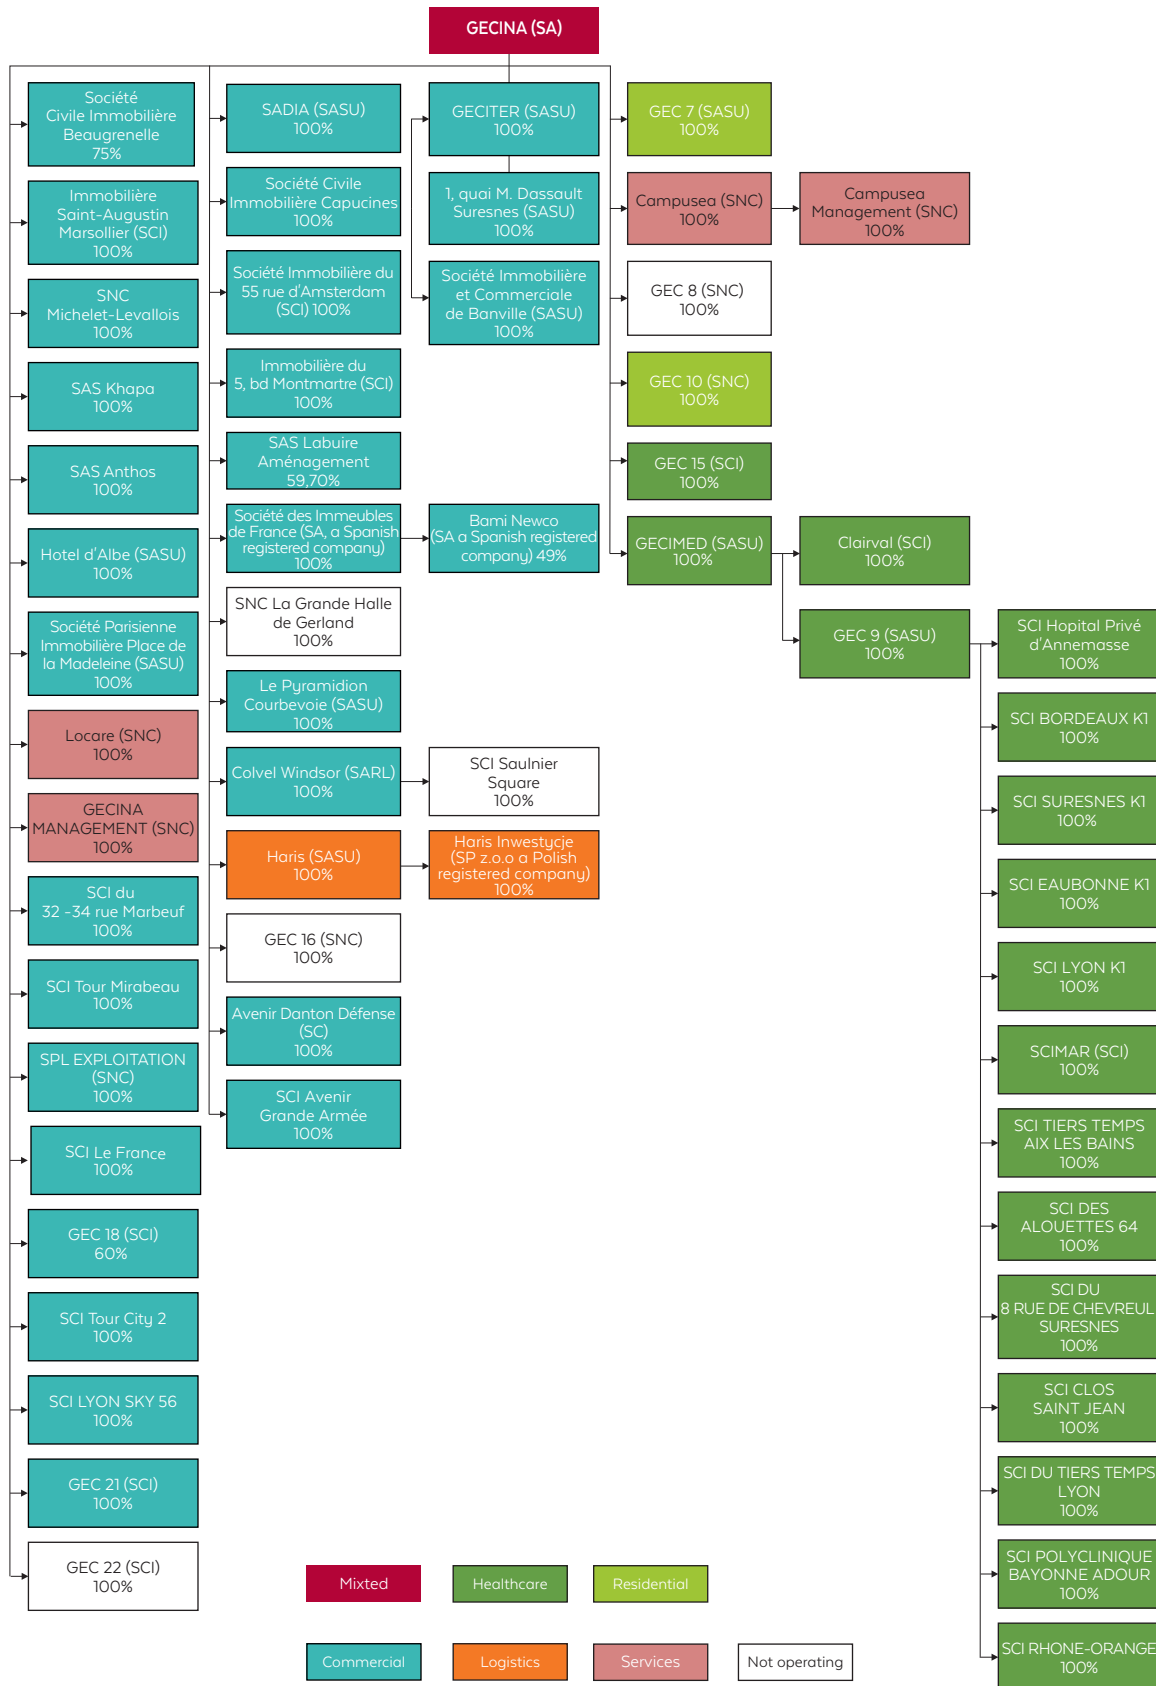 GECINA (SA)
Société
Civile Immobilière
Beaugrenelle
75%
Immobilière
Saint-Augustin
Marsollier (SCI)
100%
SNC
Michelet-Levallois
100%
SAS Khapa
100%
SAS Anthos
100%
Hotel d'Albe (SASU)
100%
Société Parisienne
Immobilière Place de
la Madeleine (SASU)
100%
Locare (SNC)
100%
GECINA
MANAGEMENT (SNC)
100%
SCI du
32 -34 rue Marbeuf
100%
SCI Tour Mirabeau
100%
SPL EXPLOITATION
(SNC)
100%
SCI Le France
100%
GEC 18 (SCI)
60%
SCI Tour City 2
100%
SCI LYON SKY 56
100%
GEC 21 (SCI)
100%
GEC 22 (SCI)
100%
SADIA (SASU)
100%
Société Civile
Immobilière Capucines
100%
Société Immobilière du
55 rue d'Amsterdam
(SCI) 100%
Immobilière du
5, bd Montmartre (SCI)
100%
SAS Labuire
Aménagement
59,70%
Société des Immeubles
de France (SA, a Spanish
registered company)
100%
SNC La Grande Halle
de Gerland
100%
Le Pyramidion
Courbevoie (SASU)
100%
Colvel Windsor (SARL)
100%
Haris (SASU)
100%
GEC 16 (SNC)
100%
Avenir Danton Défense
(SC)
100%
SCI Avenir
Grande Armée
100%
GECITER (SASU)
100%
1, quai M. Dassault
Suresnes (SASU)
100%
Société Immobilière
et Commerciale
de Banville (SASU)
100%
Bami Newco
(SA a Spanish registered
company) 49%
SCI Saulnier
Square
100%
Haris Inwestycje
(SP z.o.o a Polish
registered company)
100%
GEC 7 (SASU)
100%
Campusea (SNC)
100%
Campusea
Management (SNC)
100%
GEC 8 (SNC)
100%
GEC 10 (SNC)
100%
GEC 15 (SCI)
100%
GECIMED (SASU)
100%
Clairval (SCI)
100%
GEC 9 (SASU)
100%
SCI Hopital Privé
d'Annemasse
100%
SCI BORDEAUX K1
100%
SCI SURESNES K1
100%
SCI EAUBONNE K1
100%
SCI LYON K1
100%
SCIMAR (SCI)
100%
SCI TIERS TEMPS
AIX LES BAINS
100%
SCI DES
ALOUETTES 64
100%
SCI DU
8 RUE DE CHEVREUL
SURESNES
100%
SCI CLOS
SAINT JEAN
100%
SCI DU TIERS TEMPS
LYON
100%
SCI POLYCLINIQUE
BAYONNE ADOUR
100%
SCI RHONE-ORANGE
100%
Mixted
Healthcare
Residential
Commercial
Logistics
Services
Not operating